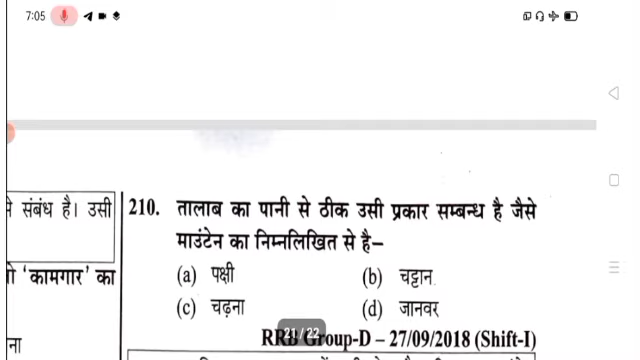 7:05
से संबंध है। उसी
'कामगार' का
ना
210. तालाब का पानी से ठीक उसी प्रकार सम्बन्ध है जैसे
माउंटेन का निम्नलिखित से है–
(a) पक्षी (b) चट्टान
(c) चढ़ना (d) जानवर
21 / 22
RRB Group-D – 27/09/2018 (Shift-I)